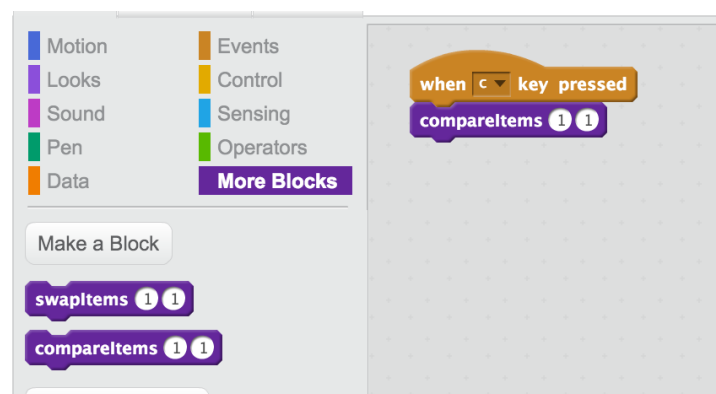 Motion
Events
Looks
Control
Sound
Sensing
Pen
Operators
Data
More Blocks
Make a Block
swapItems 1 1
compareItems 1 1
when c key pressed
compareItems 1 1